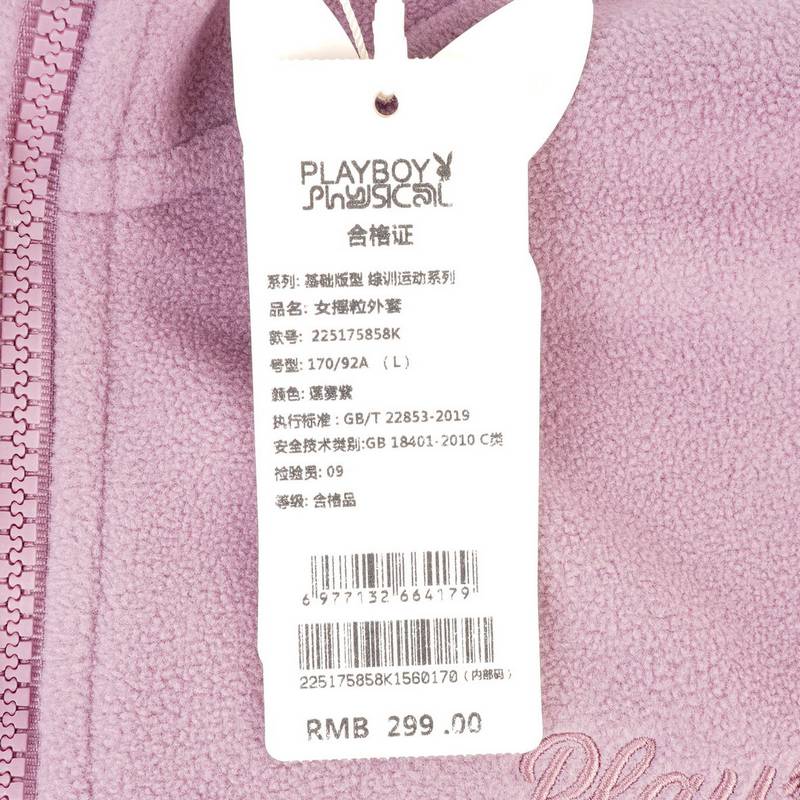 PLAYBOY
PhySICAL
合格证
系列: 基础版型 综训运动系列
品名: 女摇粒外套
款号: 225175858K
号型: 170/92A （L）
颜色: 莲雾紫
执行标准：GB/T 22853-2019
安全技术类别:GB 18401-2010 C类
检验员: 09
等级: 合格品
6 977132 664179
225175858K1560170（内部码）
RMB 299.00
Play